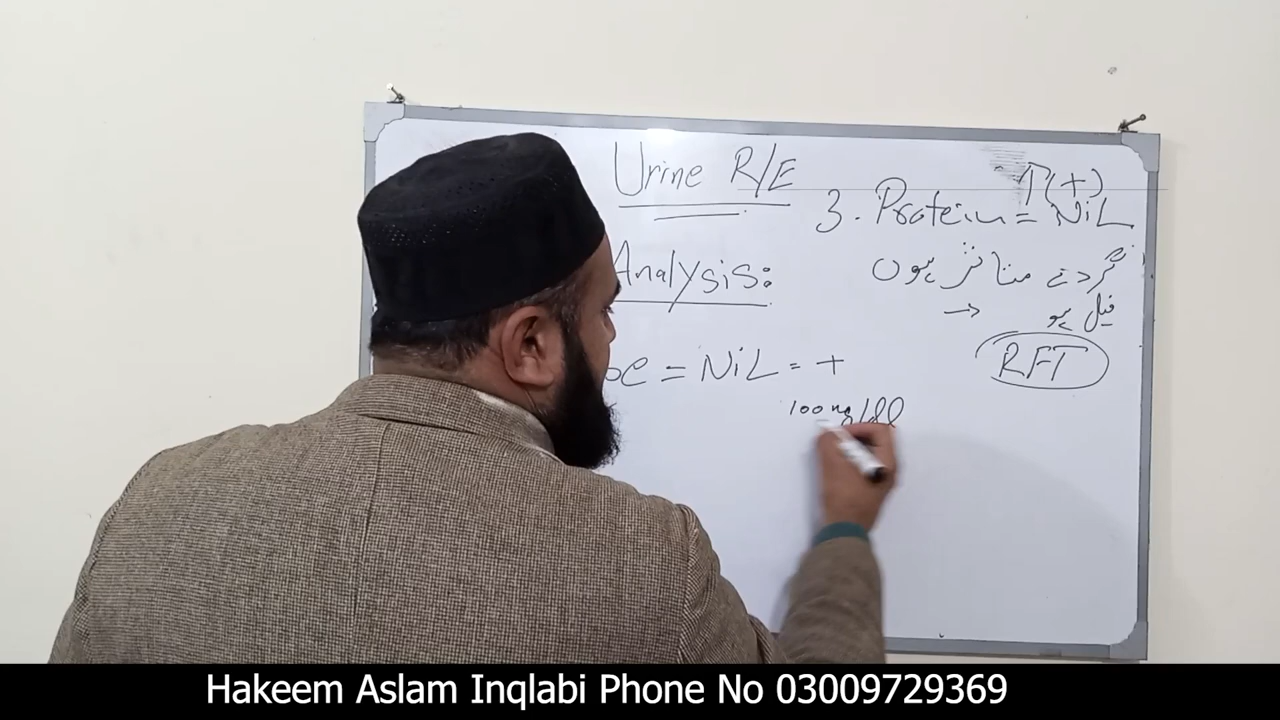 Urine R/E
Analysis:
= NiL = +
100 mg/dl
3. Protein = NiL
↑(+)
گردے متاثر ہوں
فیل ہو →
RFT
Hakeem Aslam Inqlabi Phone No 03009729369